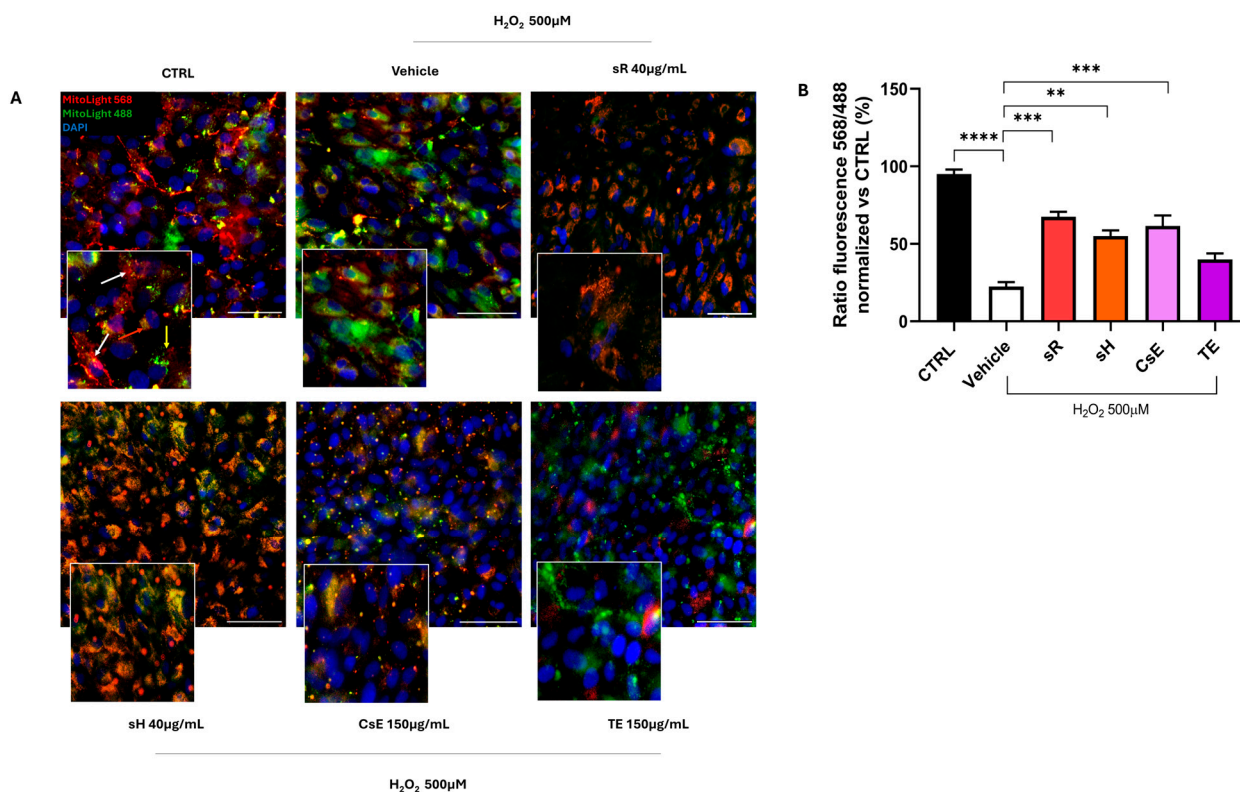 H₂O₂ 500µM
CTRL
Vehicle
sR 40µg/mL
A
MitoLight 568
MitoLight 488
DAPI
sH 40µg/mL
CsE 150µg/mL
TE 150µg/mL
H₂O₂ 500µM
B
Ratio fluorescence 568/488
normalized vs CTRL (%)
150
100
50
0
****
***
**
***
CTRL
Vehicle
sR
sH
CsE
TE
H₂O₂ 500µM